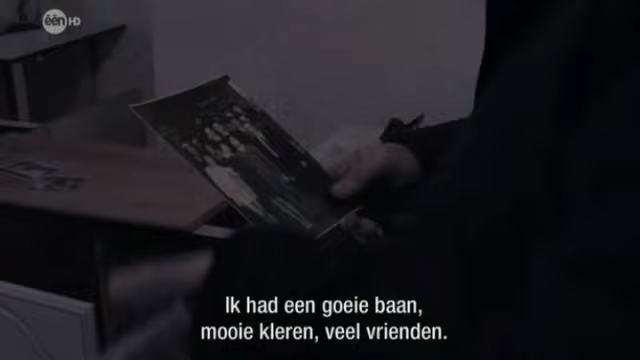 één HD
Ik had een goeie baan,
mooie kleren, veel vrienden.